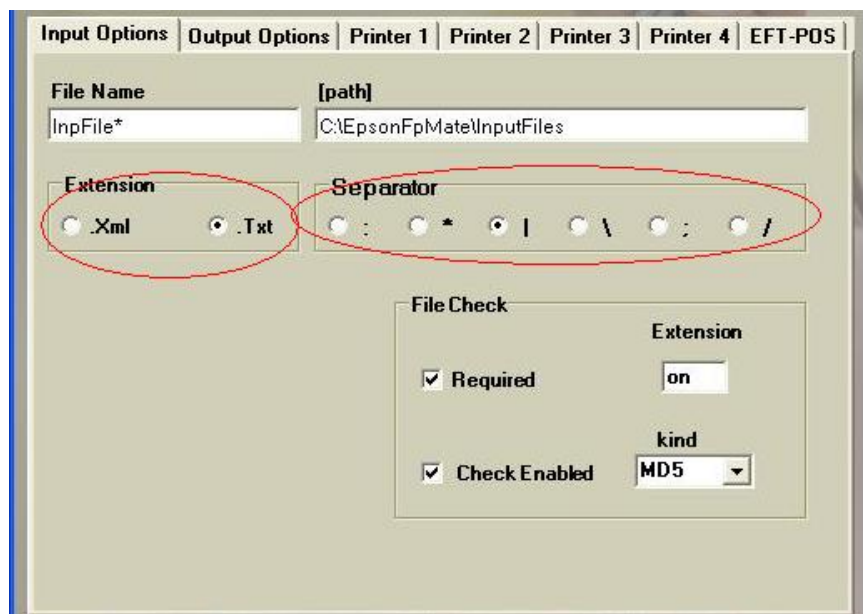 Input Options Output Options Printer 1 Printer 2 Printer 3 Printer 4 EFT-POS
File Name [path]
InpFile* C:\EpsonFpMate\InputFiles
Extension Separator
.Xml .Txt : * | \ ; /
File Check
Extension
Required on
kind
Check Enabled MD5